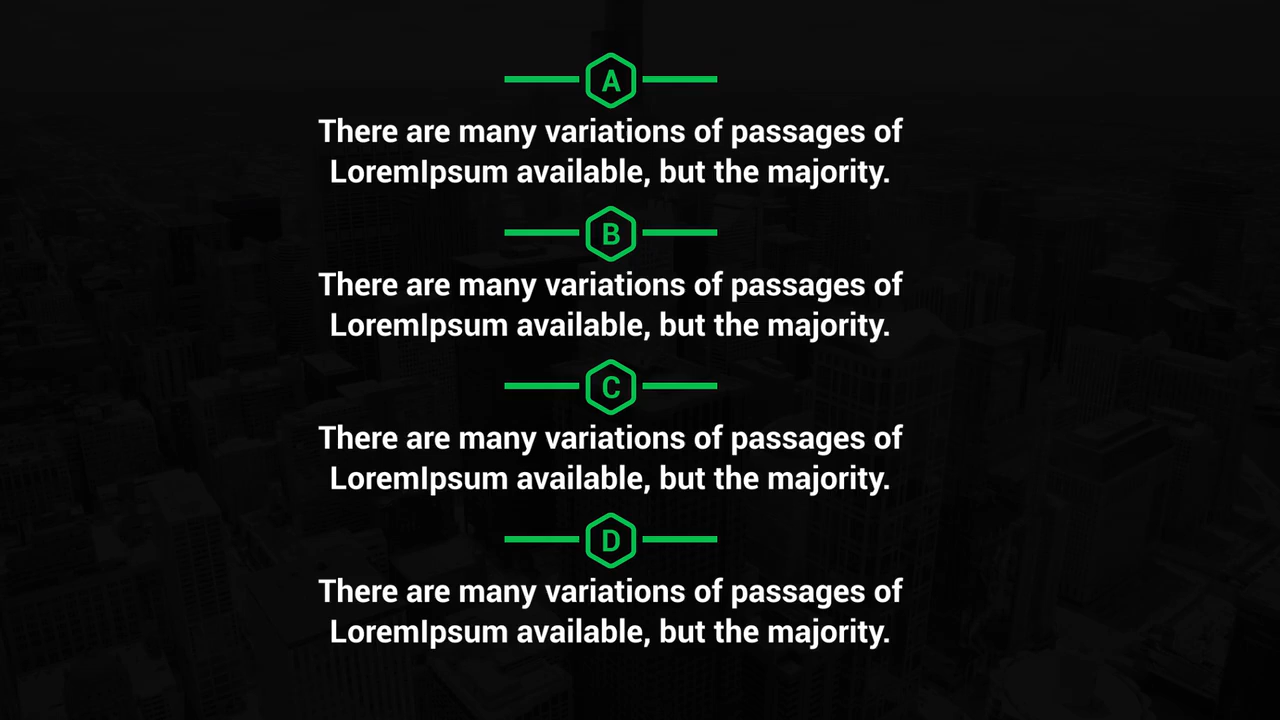 A
There are many variations of passages of
LoremIpsum available, but the majority.
B
There are many variations of passages of
LoremIpsum available, but the majority.
C
There are many variations of passages of
LoremIpsum available, but the majority.
D
There are many variations of passages of
LoremIpsum available, but the majority.